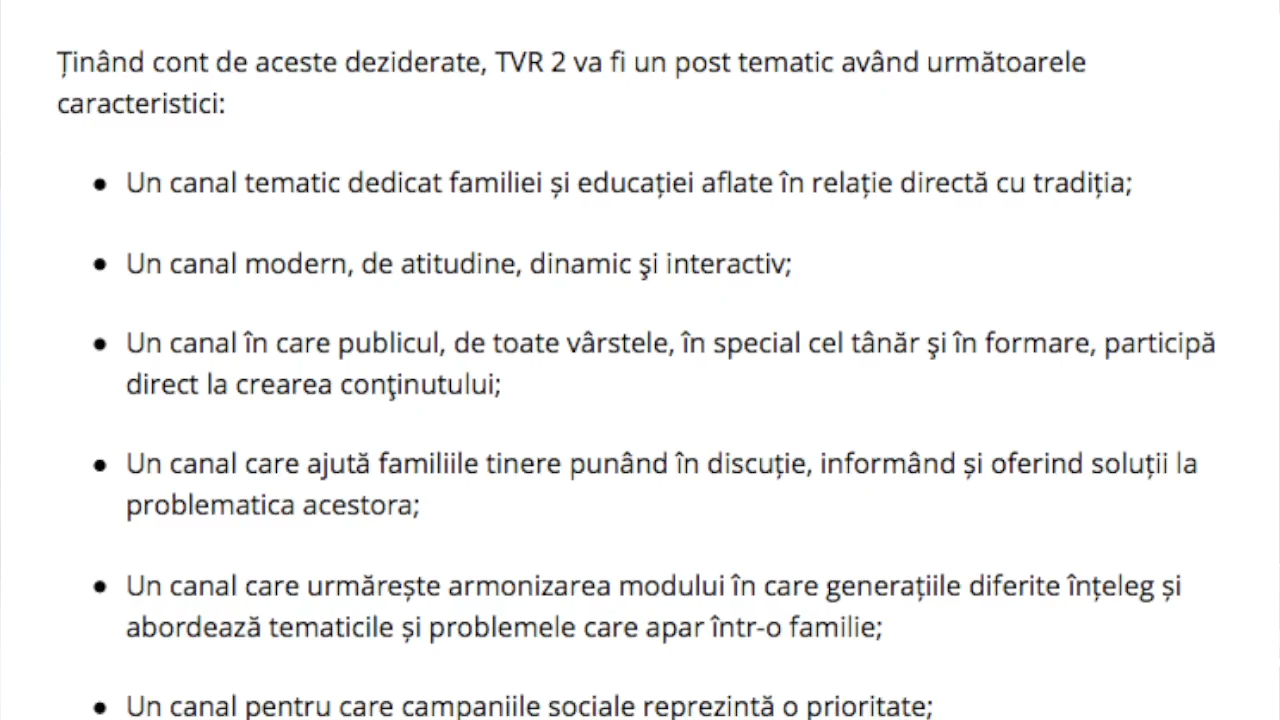 Ținând cont de aceste deziderate, TVR 2 va fi un post tematic având următoarele
caracteristici:
● Un canal tematic dedicat familiei și educației aflate în relație directă cu tradiția;
● Un canal modern, de atitudine, dinamic şi interactiv;
● Un canal în care publicul, de toate vârstele, în special cel tânăr şi în formare, participă
direct la crearea conţinutului;
● Un canal care ajută familiile tinere punând în discuție, informând și oferind soluții la
problematica acestora;
● Un canal care urmărește armonizarea modului în care generațiile diferite înțeleg și
abordează tematicile și problemele care apar într-o familie;
● Un canal pentru care campaniile sociale reprezintă o prioritate;